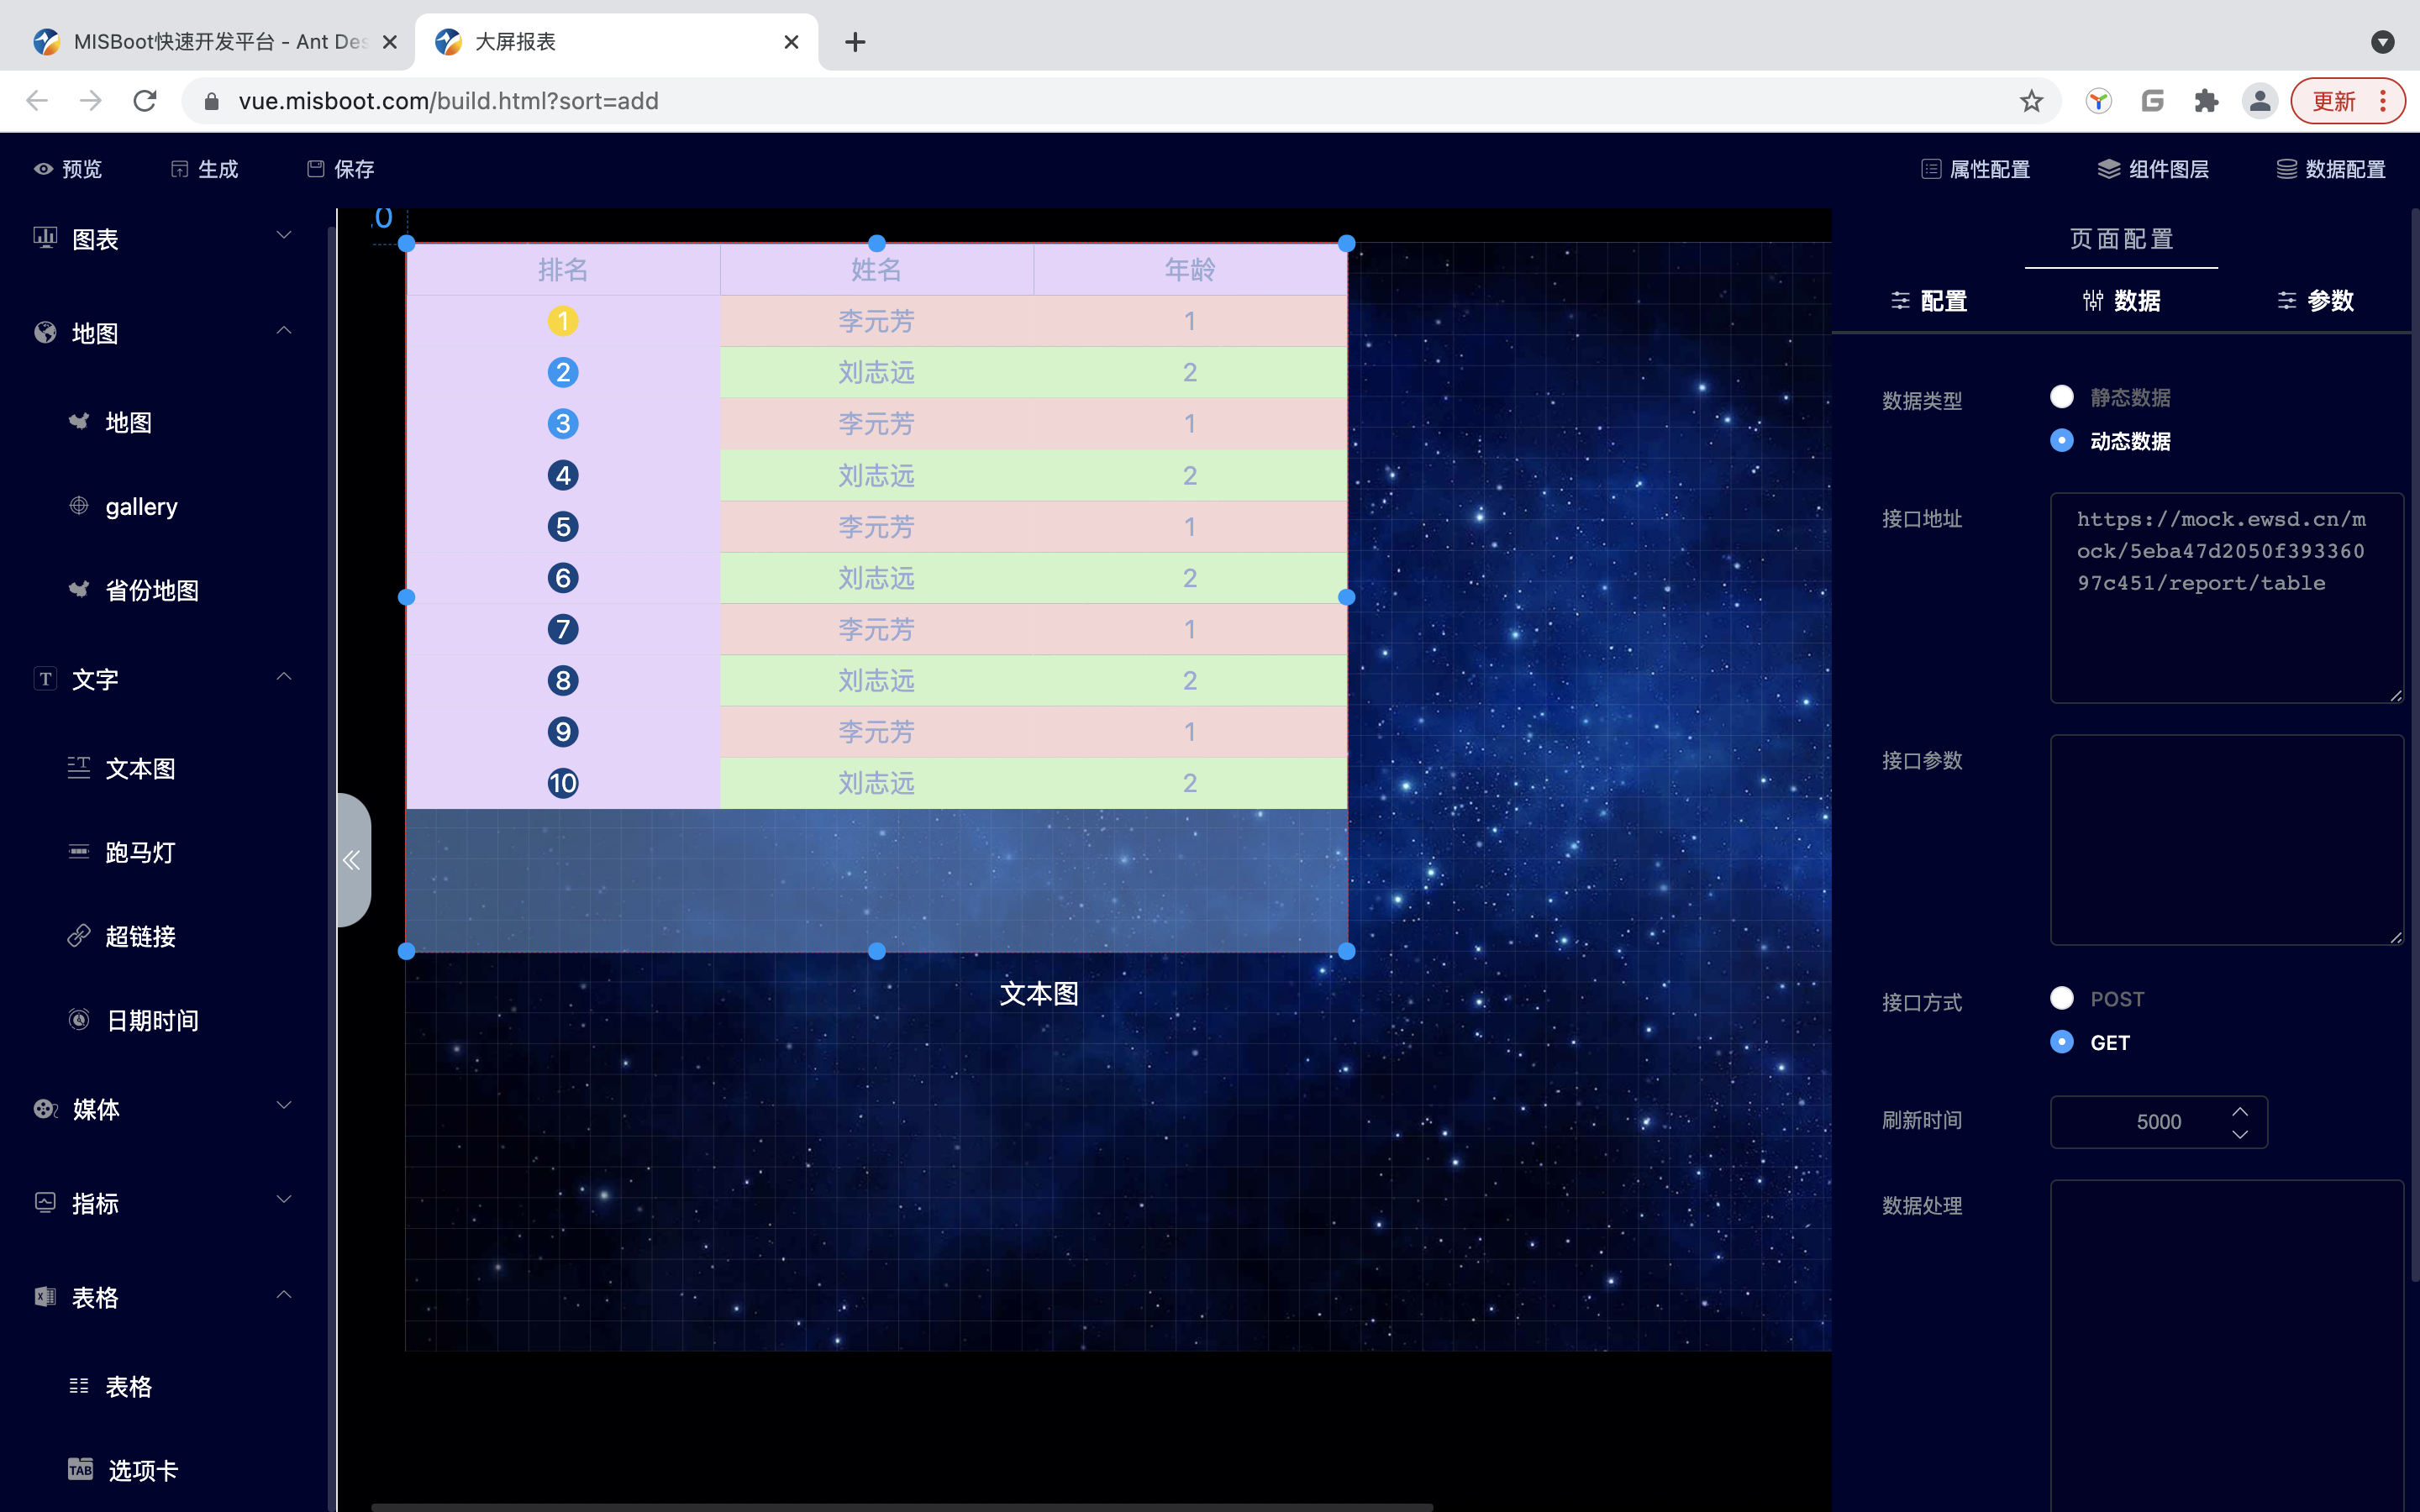 MISBoot快速开发平台 - Ant Des
大屏报表
vue.misboot.com/build.html?sort=add
更新
预览
生成
保存
属性配置
组件图层
数据配置
图表
地图
地图
gallery
省份地图
文字
T
文本图
跑马灯
超链接
日期时间
媒体
指标
表格
表格
TAB
选项卡
,0
排名 姓名 年龄
1 李元芳 1
2 刘志远 2
3 李元芳 1
4 刘志远 2
5 李元芳 1
6 刘志远 2
7 李元芳 1
8 刘志远 2
9 李元芳 1
10 刘志远 2
文本图
页面配置
配置 数据 参数
数据类型
静态数据
动态数据
接口地址
https://mock.ewsd.cn/m
ock/5eba47d2050f393360
97c451/report/table
接口参数
接口方式
POST
GET
刷新时间
5000
数据处理